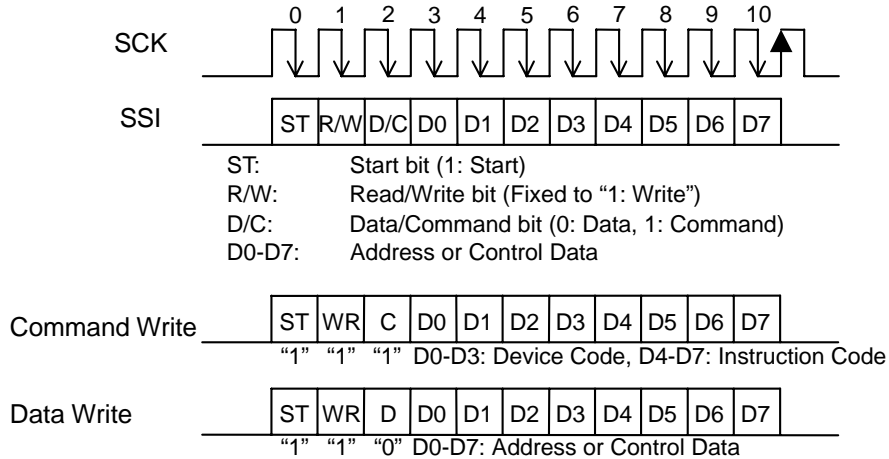 0 1 2 3 4 5 6 7 8 9 10
SCK
SSI
ST R/W D/C D0 D1 D2 D3 D4 D5 D6 D7
ST: Start bit (1: Start)
R/W: Read/Write bit (Fixed to “1: Write”)
D/C: Data/Command bit (0: Data, 1: Command)
D0-D7: Address or Control Data
Command Write ST WR C D0 D1 D2 D3 D4 D5 D6 D7
“1” “1” “1” D0-D3: Device Code, D4-D7: Instruction Code
Data Write ST WR D D0 D1 D2 D3 D4 D5 D6 D7
“1” “1” “0” D0-D7: Address or Control Data